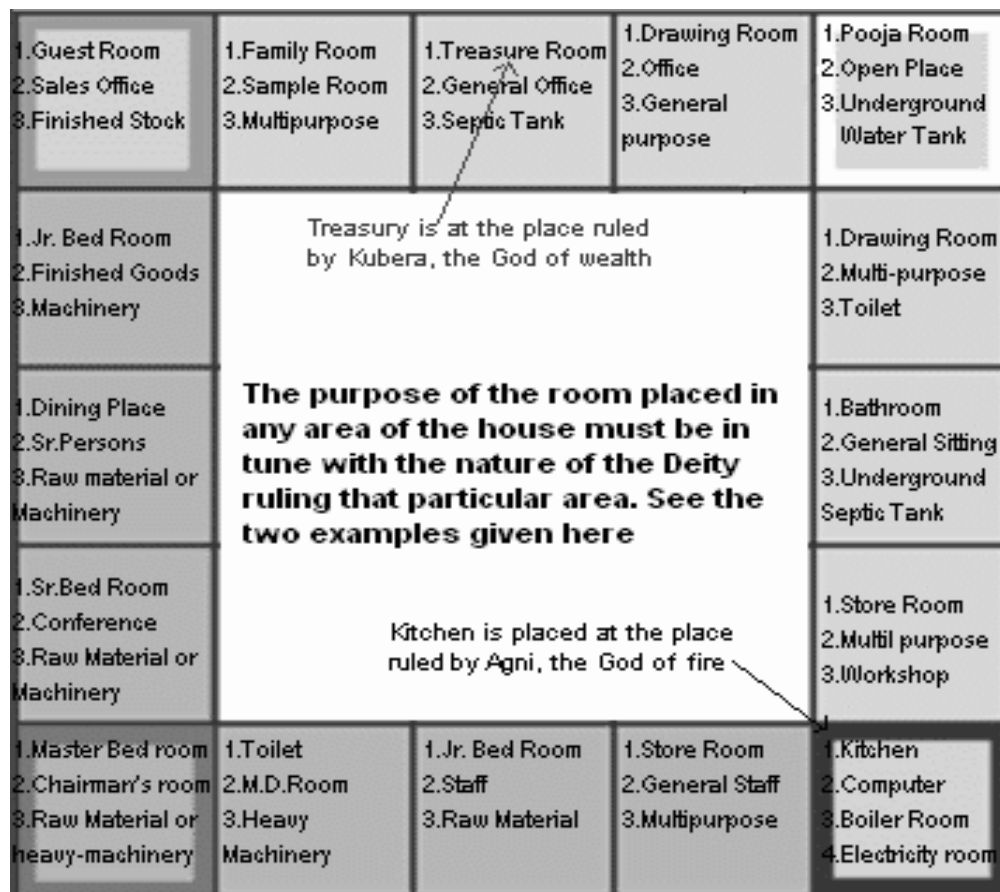 1.Guest Room
2.Sales Office
3.Finished Stock
1.Family Room
2.Sample Room
3.Multipurpose
1.Treasure Room
2.General Office
3.Septic Tank
1.Drawing Room
2.Office
3.General
purpose
1.Pooja Room
2.Open Place
3.Underground
Water Tank
Treasury is at the place ruled
by Kubera, the God of wealth
1.Jr. Bed Room
2.Finished Goods
3.Machinery
1.Drawing Room
2.Multi-purpose
3.Toilet
The purpose of the room placed in
any area of the house must be in
tune with the nature of the Deity
ruling that particular area. See the
two examples given here
1.Dining Place
2.Sr.Persons
3.Raw material or
Machinery
1.Bathroom
2.General Sitting
3.Underground
Septic Tank
1.Sr.Bed Room
2.Conference
3.Raw Material or
Machinery
Kitchen is placed at the place
ruled by Agni, the God of fire
1.Store Room
2.Multil purpose
3.Workshop
1.Master Bed room
2.Chairman's room
3.Raw Material or
heavy-machinery
1.Toilet
2.M.D.Room
3.Heavy
Machinery
1.Jr. Bed Room
2.Staff
3.Raw Material
1.Store Room
2.General Staff
3.Multipurpose
1.Kitchen
2.Computer
3.Boiler Room
4.Electricity room